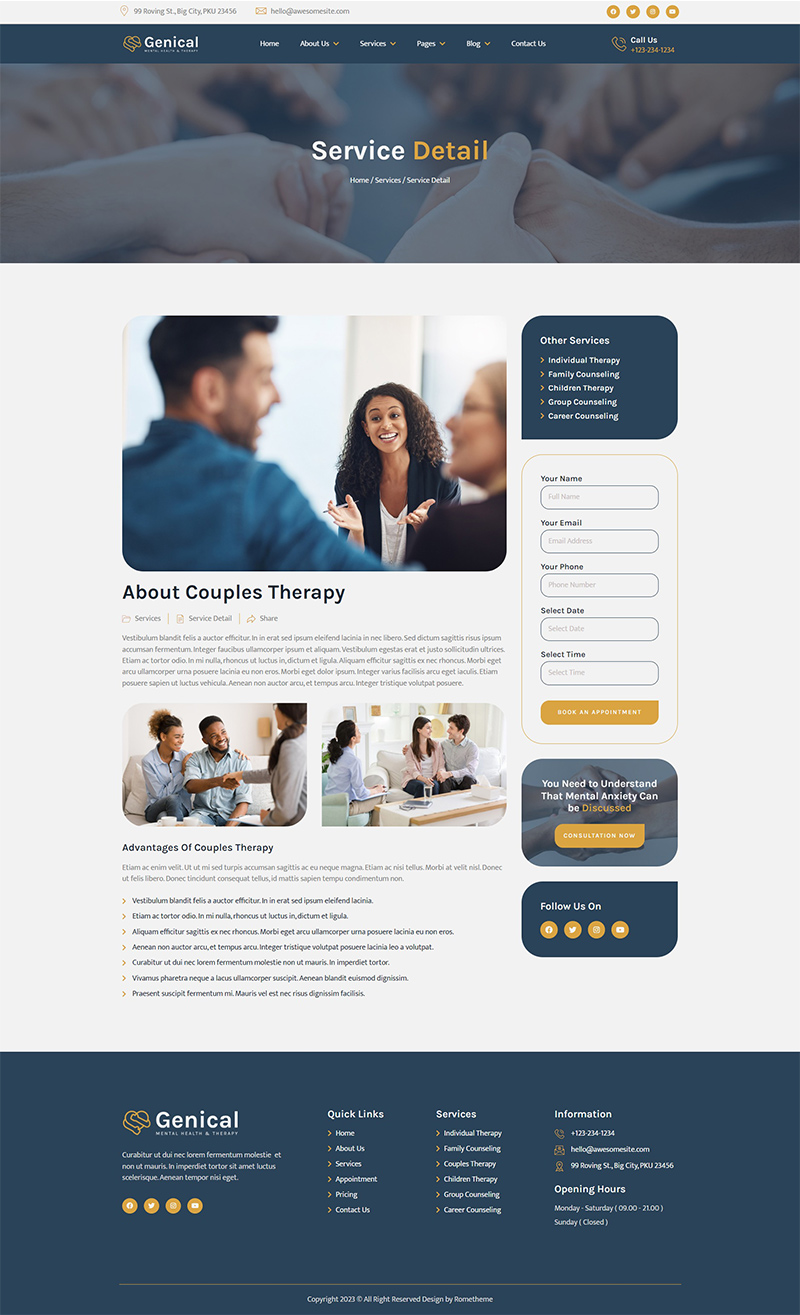 99 Roving St., Big City, PKU 23456
hello@awesomesite.com
Genical
MENTAL HEALTH & THERAPY
Home
About Us
Services
Pages
Blog
Contact Us
Call Us
+123-234-1234
Service Detail
Home / Services / Service Detail
About Couples Therapy
Services
Service Detail
Share
Vestibulum blandit felis a auctor efficitur. In in erat sed ipsum eleifend lacinia in nec libero. Sed dictum sagittis risus ipsum
accumsan fermentum. Integer faucibus ullamcorper ipsum et aliquam. Vestibulum egestas erat et justo sollicitudin ultrices.
Etiam ac tortor odio. In mi nulla, rhoncus ut luctus in, dictum et ligula. Aliquam efficitur sagittis ex nec rhoncus. Morbi eget
arcu ullamcorper urna posuere lacinia eu non eros. Morbi eget dolor ipsum. Integer varius facilisis arcu eget iaculis. Etiam
posuere sapien ut luctus vehicula. Aenean non auctor arcu, et tempus arcu. Integer tristique volutpat posuere.
Advantages Of Couples Therapy
Etiam ac enim velit. Ut ut mi sed turpis accumsan sagittis ac eu neque magna. Etiam ac nisi tellus. Morbi at velit nisl. Donec
ut felis libero. Donec tincidunt consequat tellus, id mattis sapien tempu condimentum non.
Vestibulum blandit felis a auctor efficitur. In in erat sed ipsum eleifend lacinia.
Etiam ac tortor odio. In mi nulla, rhoncus ut luctus in, dictum et ligula.
Aliquam efficitur sagittis ex nec rhoncus. Morbi eget arcu ullamcorper urna posuere lacinia eu non eros.
Aenean non auctor arcu, et tempus arcu. Integer tristique volutpat posuere lacinia leo a volutpat.
Curabitur ut dui nec lorem fermentum molestie non ut mauris. In imperdiet tortor.
Vivamus pharetra neque a lacus ullamcorper suscipit. Aenean blandit euismod dignissim.
Praesent suscipit fermentum mi. Mauris vel est nec risus dignissim facilisis.
Other Services
Individual Therapy
Family Counseling
Children Therapy
Group Counseling
Career Counseling
Your Name
Full Name
Your Email
Email Address
Your Phone
Phone Number
Select Date
Select Date
Select Time
Select Time
BOOK AN APPOINTMENT
You Need to Understand
That Mental Anxiety Can
be Discussed
CONSULTATION NOW
Follow Us On
Genical
MENTAL HEALTH & THERAPY
Curabitur ut dui nec lorem fermentum molestie et
non ut mauris. In imperdiet tortor sit amet luctus
scelerisque. Aenean tempor nisi eget.
Quick Links
Home
About Us
Services
Appointment
Pricing
Contact Us
Services
Individual Therapy
Family Counseling
Couples Therapy
Children Therapy
Group Counseling
Career Counseling
Information
+123-234-1234
hello@awesomesite.com
99 Roving St., Big City, PKU 23456
Opening Hours
Monday - Saturday ( 09.00 - 21.00 )
Sunday ( Closed )
Copyright 2023 © All Right Reserved Design by Rometheme